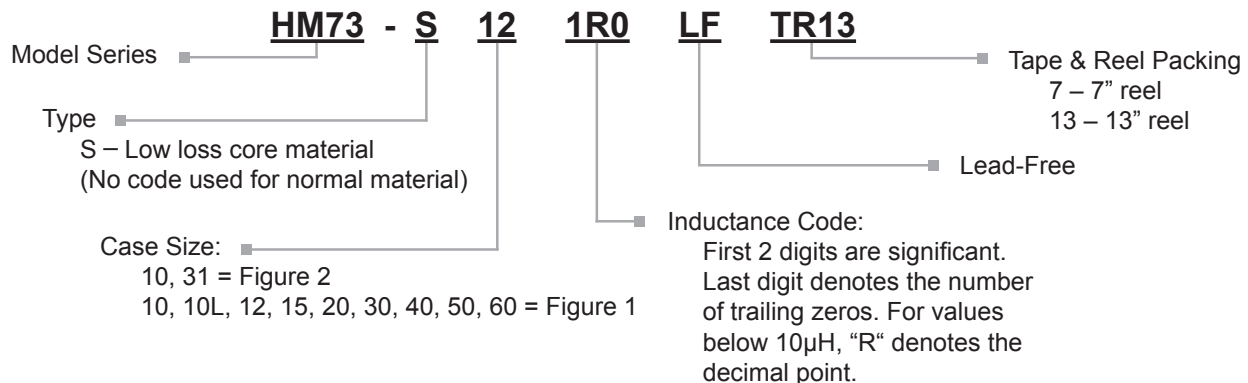 HM73 - S 12 1R0 LF TR13
Model Series
Tape & Reel Packing
7 – 7” reel
13 – 13” reel
Type
S – Low loss core material
(No code used for normal material)
Lead-Free
Case Size:
10, 31 = Figure 2
10, 10L, 12, 15, 20, 30, 40, 50, 60 = Figure 1
Inductance Code:
First 2 digits are significant.
Last digit denotes the number
of trailing zeros. For values
below 10µH, “R“ denotes the
decimal point.